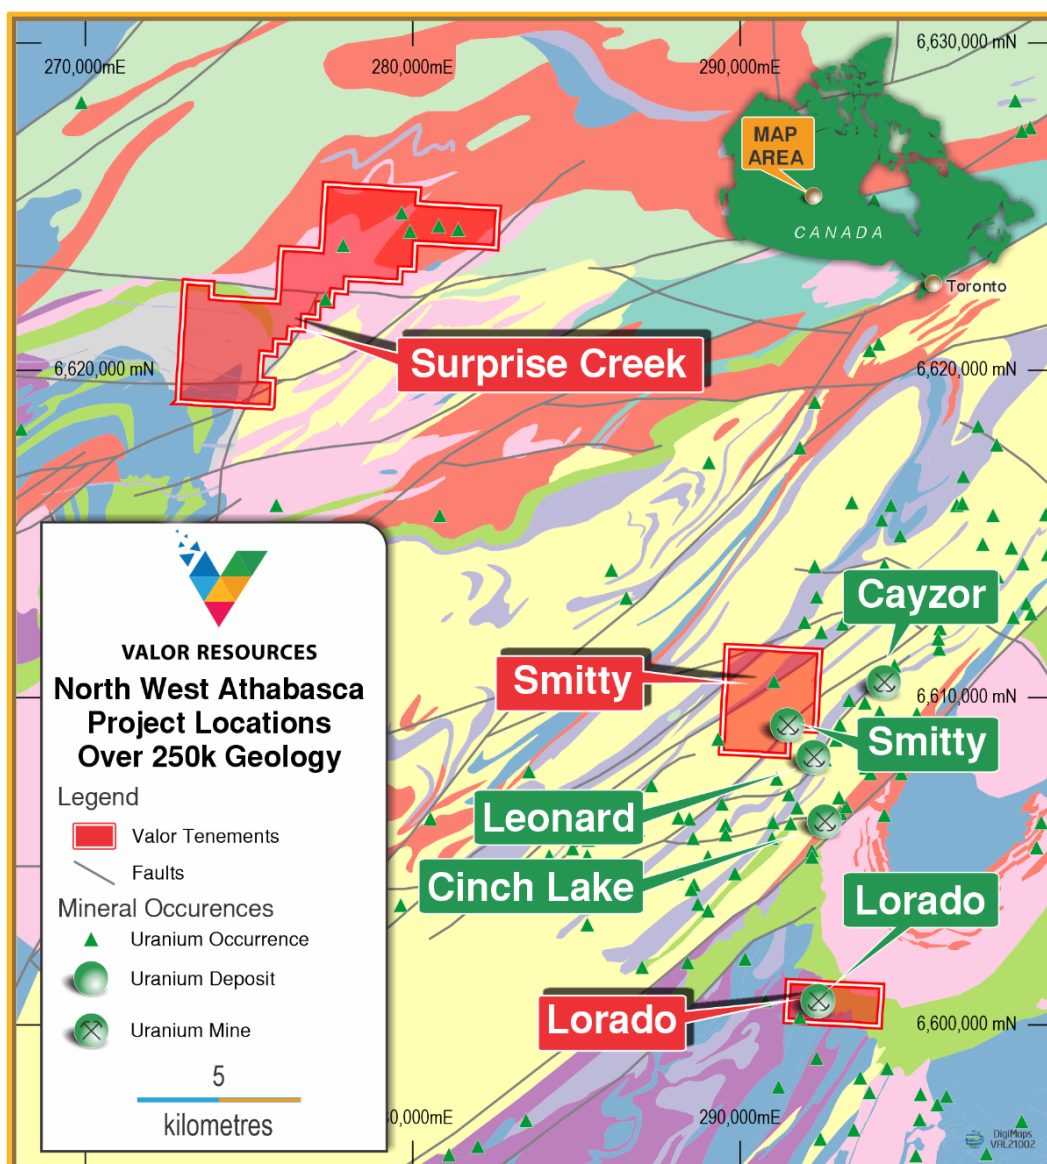 270,000mE
280,000mE
290,000mE
6,630,000 mN
MAP
AREA
CANADA
Toronto
Surprise Creek
6,620,000 mN
6,620,000 mN
Cayzor
Smitty
6,610,000 mN
Smitty
Leonard
Cinch Lake
Lorado
Lorado
6,600,000 mN
VALOR RESOURCES
North West Athabasca
Project Locations
Over 250k Geology
Legend
Valor Tenements
Faults
Mineral Occurences
Uranium Occurrence
Uranium Deposit
Uranium Mine
5
kilometres
80,000mE
290,000mE
DigiMaps
VAL21002